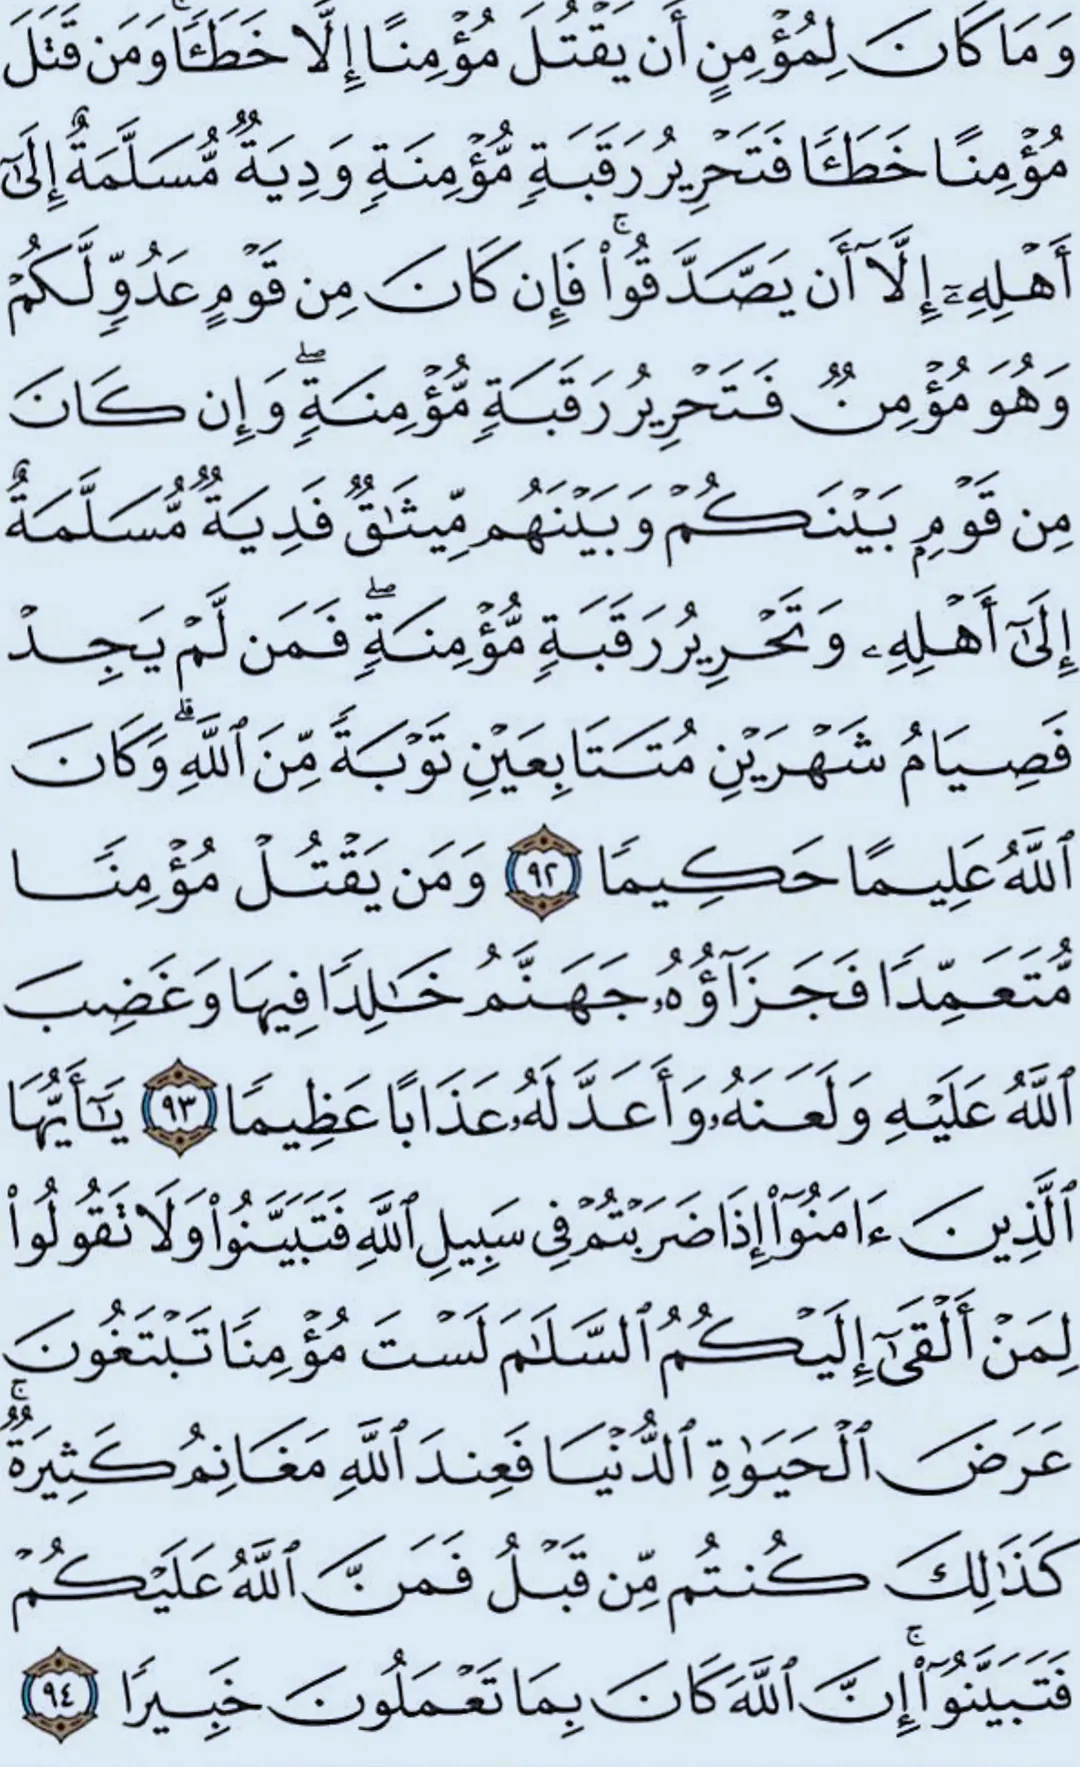 وَمَا كَانَ لِمُؤْمِنٍ أَن يَقْتُلَ مُؤْمِنًا إِلَّا خَطَـًٔاۚ وَمَن قَتَلَ
مُؤْمِنًا خَطَـًٔا فَتَحْرِيرُ رَقَبَةٍ مُّؤْمِنَةٍ وَدِيَةٌ مُّسَلَّمَةٌ إِلَىٰٓ
أَهْلِهِۦٓ إِلَّآ أَن يَصَّدَّقُوا۟ۚ فَإِن كَانَ مِن قَوْمٍ عَدُوٍّ لَّكُمْ
وَهُوَ مُؤْمِنٌ فَتَحْرِيرُ رَقَبَةٍ مُّؤْمِنَةٍۖ وَإِن كَانَ
مِن قَوْمٍۭ بَيْنَكُمْ وَبَيْنَهُم مِّيثَـٰقٌ فَدِيَةٌ مُّسَلَّمَةٌ
إِلَىٰٓ أَهْلِهِۦ وَتَحْرِيرُ رَقَبَةٍ مُّؤْمِنَةٍۖ فَمَن لَّمْ يَجِدْ
فَصِيَامُ شَهْرَيْنِ مُتَتَابِعَيْنِ تَوْبَةً مِّنَ ٱللَّهِۗ وَكَانَ
ٱللَّهُ عَلِيمًا حَكِيمًا ٩٢ وَمَن يَقْتُلْ مُؤْمِنًا
مُّتَعَمِّدًا فَجَزَآؤُهُۥ جَهَنَّمُ خَـٰلِدًا فِيهَا وَغَضِبَ
ٱللَّهُ عَلَيْهِ وَلَعَنَهُۥ وَأَعَدَّ لَهُۥ عَذَابًا عَظِيمًا ٩٣ يَـٰٓأَيُّهَا
ٱلَّذِينَ ءَامَنُوٓا۟ إِذَا ضَرَبْتُمْ فِى سَبِيلِ ٱللَّهِ فَتَبَيَّنُوا۟ وَلَا تَقُولُوا۟
لِمَنْ أَلْقَىٰٓ إِلَيْكُمُ ٱلسَّلَـٰمَ لَسْتَ مُؤْمِنًا تَبْتَغُونَ
عَرَضَ ٱلْحَيَوٰةِ ٱلدُّنْيَا فَعِندَ ٱللَّهِ مَغَانِمُ كَثِيرَةٌۚ
كَذَٰلِكَ كُنتُم مِّن قَبْلُ فَمَنَّ ٱللَّهُ عَلَيْكُمْ
فَتَبَيَّنُوٓا۟ۚ إِنَّ ٱللَّهَ كَانَ بِمَا تَعْمَلُونَ خَبِيرًا ٩٤